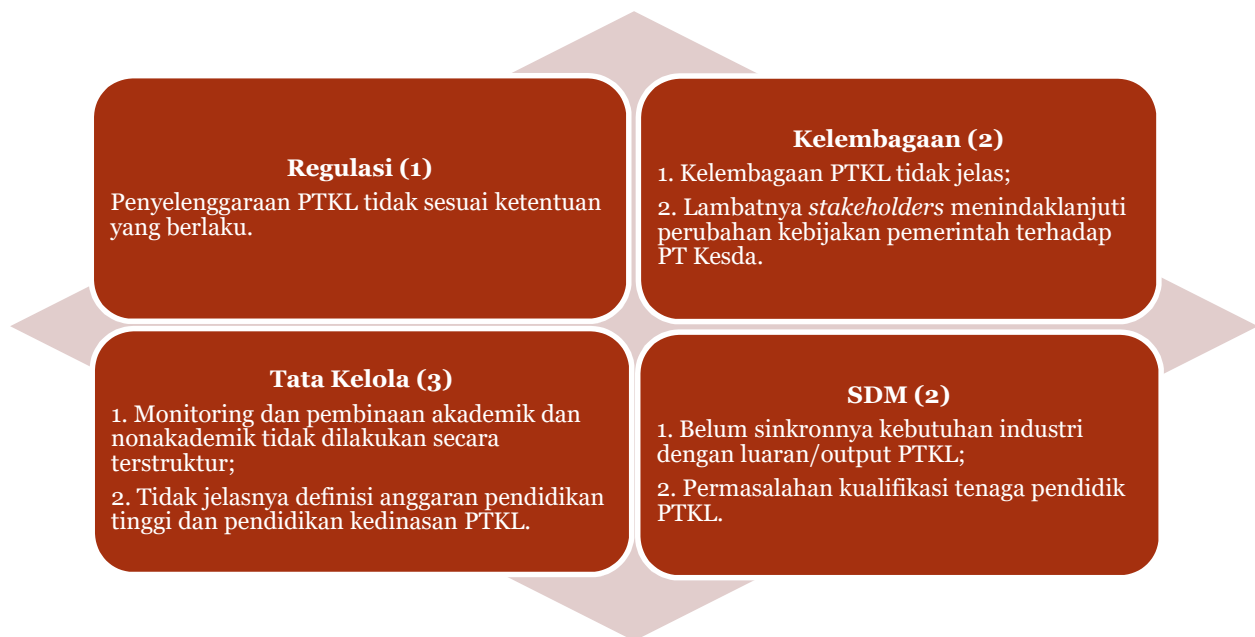 Regulasi (1)
Penyelenggaraan PTKL tidak sesuai ketentuan
yang berlaku.
Kelembagaan (2)
1. Kelembagaan PTKL tidak jelas;
2. Lambatnya stakeholders menindaklanjuti
perubahan kebijakan pemerintah terhadap
PT Kesda.
Tata Kelola (3)
1. Monitoring dan pembinaan akademik dan
nonakademik tidak dilakukan secara
terstruktur;
2. Tidak jelasnya definisi anggaran pendidikan
tinggi dan pendidikan kedinasan PTKL.
SDM (2)
1. Belum sinkronnya kebutuhan industri
dengan luaran/output PTKL;
2. Permasalahan kualifikasi tenaga pendidik
PTKL.